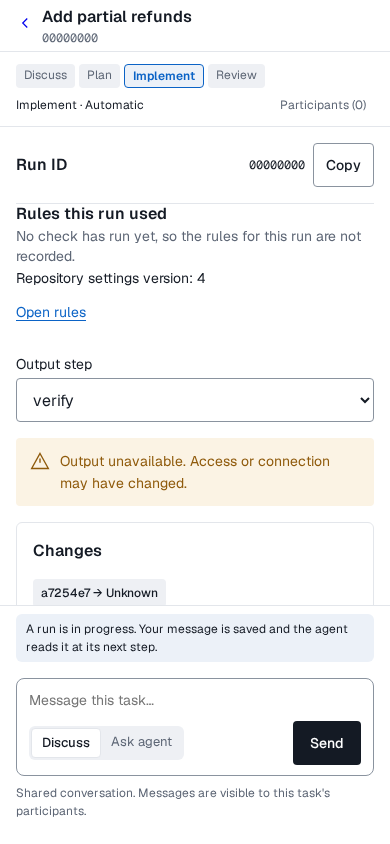 Add partial refunds
00000000
Discuss
Plan
Implement
Review
Implement · Automatic
Participants (0)
Run ID
00000000
Copy
Rules this run used
No check has run yet, so the rules for this run are not
recorded.
Repository settings version: 4
Open rules
Output step
verify
Output unavailable. Access or connection
may have changed.
Changes
a7254e7 → Unknown
A run is in progress. Your message is saved and the agent
reads it at its next step.
Message this task...
Discuss
Ask agent
Send
Shared conversation. Messages are visible to this task's
participants.